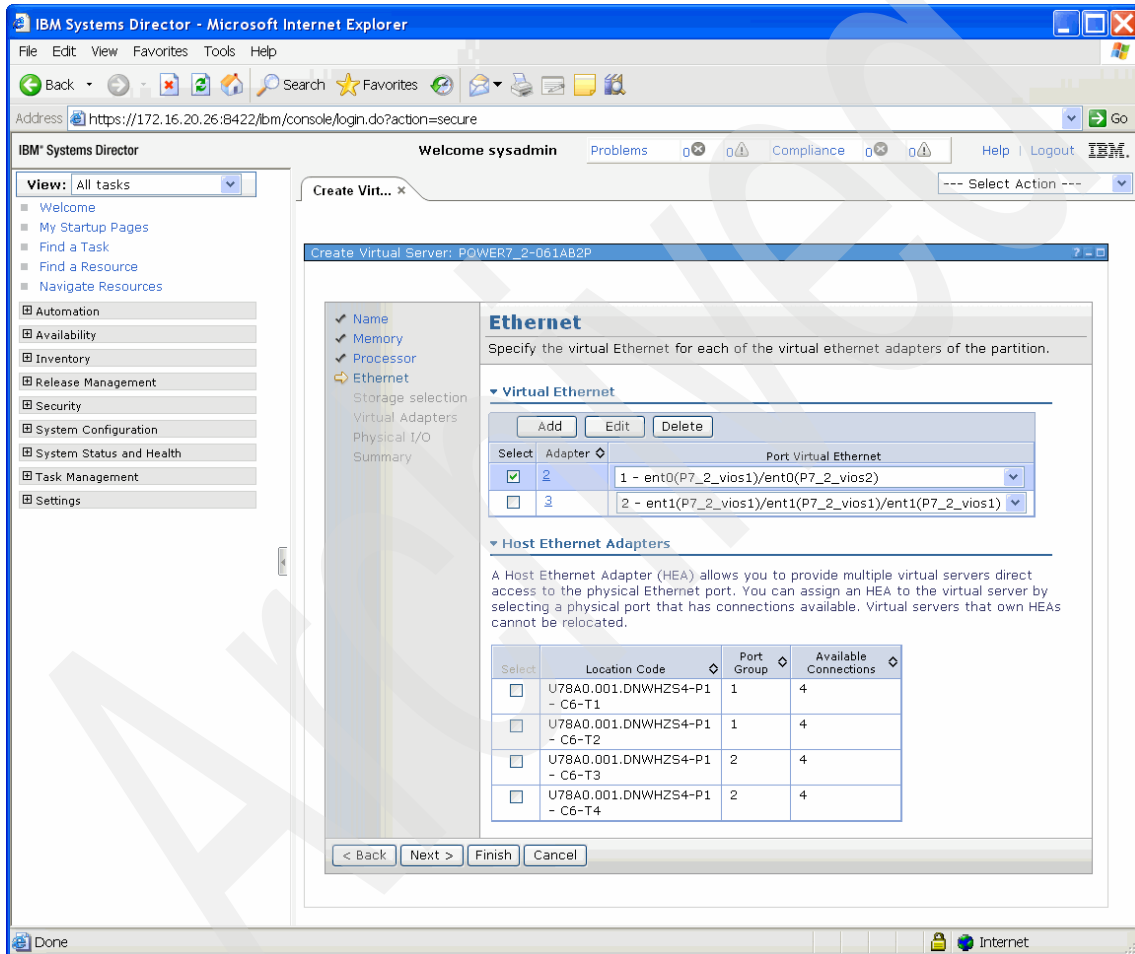 IBM Systems Director - Microsoft Internet Explorer
File Edit View Favorites Tools Help
Back Search Favorites
Address https://172.16.20.26:8422/ibm/console/login.do?action=secure Go
IBM® Systems Director Welcome sysadmin Problems 0 0 Compliance 0 0 Help | Logout IBM.
View: All tasks
Create Virt... ×
--- Select Action ---
Welcome
My Startup Pages
Find a Task
Find a Resource
Navigate Resources
Automation
Availability
Inventory
Release Management
Security
System Configuration
System Status and Health
Task Management
Settings
Create Virtual Server: POWER7_2-061AB2P
Name
Memory
Processor
Ethernet
Storage selection
Virtual Adapters
Physical I/O
Summary
Ethernet
Specify the virtual Ethernet for each of the virtual ethernet adapters of the partition.
Virtual Ethernet
Add Edit Delete
Select Adapter Port Virtual Ethernet
2 1 - ent0(P7_2_vios1)/ent0(P7_2_vios2)
3 2 - ent1(P7_2_vios1)/ent1(P7_2_vios1)/ent1(P7_2_vios1)
Host Ethernet Adapters
A Host Ethernet Adapter (HEA) allows you to provide multiple virtual servers direct
access to the physical Ethernet port. You can assign an HEA to the virtual server by
selecting a physical port that has connections available. Virtual servers that own HEAs
cannot be relocated.
Select Location Code Port Group Available Connections
U78A0.001.DNWHZS4-P1 1 4
- C6-T1
U78A0.001.DNWHZS4-P1 1 4
- C6-T2
U78A0.001.DNWHZS4-P1 2 4
- C6-T3
U78A0.001.DNWHZS4-P1 2 4
- C6-T4
< Back Next > Finish Cancel
Done Internet
Archived